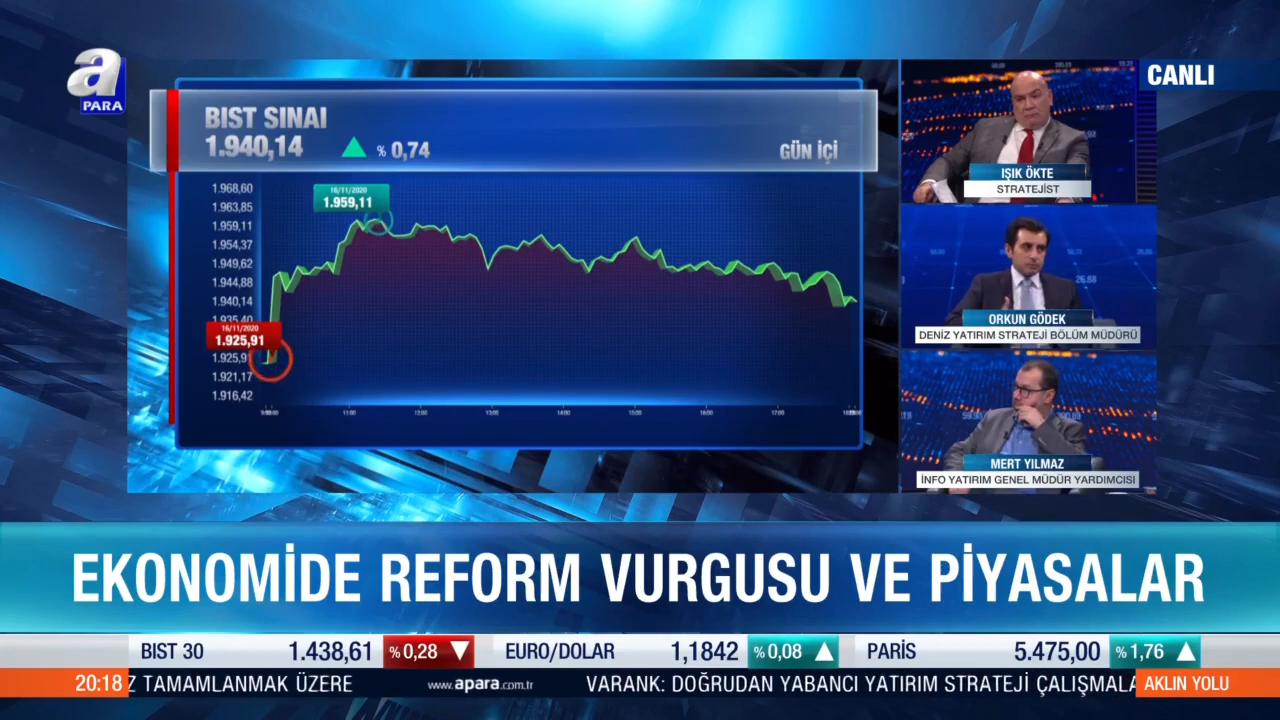 a
PARA
CANLI
BIST SINAI
1.940,14
% 0,74
GÜN İÇİ
1.968,60
1.963,85
1.959,11
1.954,37
1.949,62
1.944,88
1.940,14
1.935,40
1.925,9
1.921,17
1.916,42
16/11/2020
1.959,11
16/11/2020
1.925,91
11:00
12:00
13:00
14:00
15:00
16:00
17:00
IŞIK ÖKTE
STRATEJİST
ORKUN GÖDEK
DENİZ YATIRIM STRATEJİ BÖLÜM MÜDÜRÜ
MERT YILMAZ
İNFO YATIRIM GENEL MÜDÜR YARDIMCISI
EKONOMİDE REFORM VURGUSU VE PİYASALAR
BIST 30 1.438,61 % 0,28
EURO/DOLAR 1,1842 % 0,08
PARİS 5.475,00 % 1,76
20:18 Z TAMAMLANMAK ÜZERE www.apara.com.tr VARANK: DOĞRUDAN YABANCI YATIRIM STRATEJİ ÇALIŞMALA AKLIN YOLU